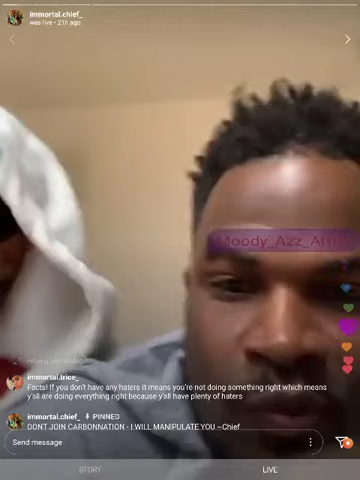 immortal.chief_
was live • 21h ago
Moody_Azz_Arti
immortal.trice_
Facts! If you don't have any haters it means you're not doing something right which means
y'all are doing everything right because y'all have plenty of haters
immortal.chief_ PINNED
DONT JOIN CARBONNATION - I WILL MANIPULATE YOU ~Chief
Send message
STORY LIVE